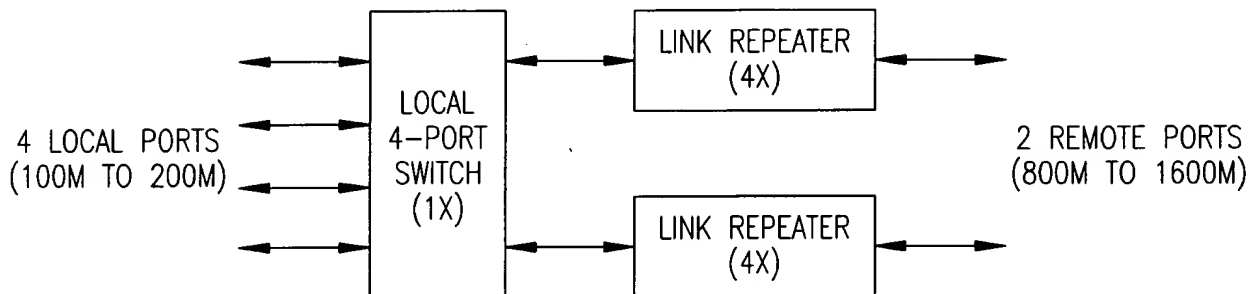 4 LOCAL PORTS
(100M TO 200M)
LOCAL
4-PORT
SWITCH
(1X)
LINK REPEATER
(4X)
LINK REPEATER
(4X)
2 REMOTE PORTS
(800M TO 1600M)